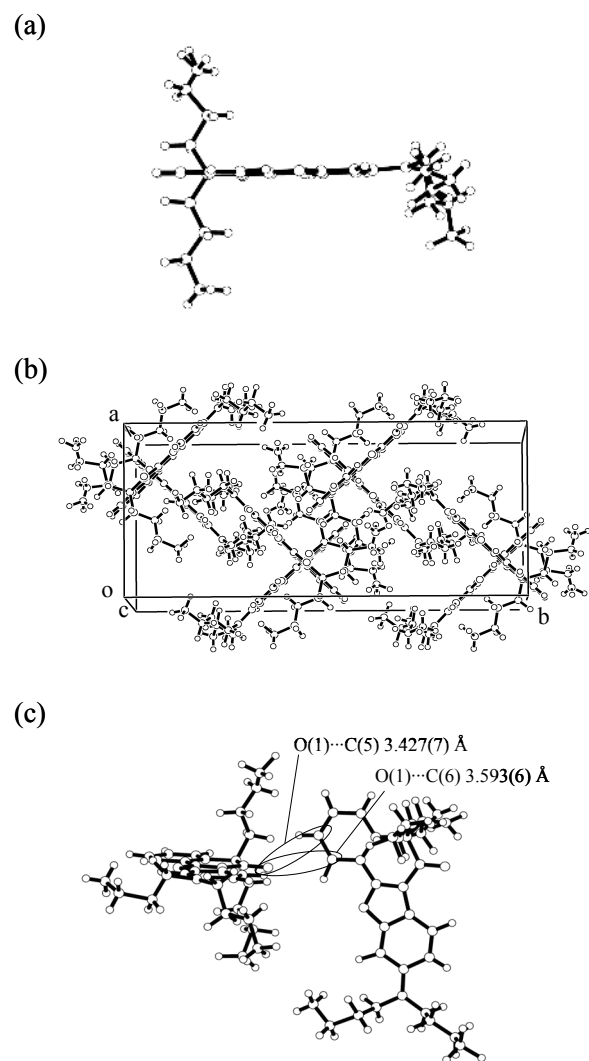 (a)
(b)
a
o
c
b
(c)
O(1)···C(5) 3.427(7) Å
O(1)···C(6) 3.593(6) Å